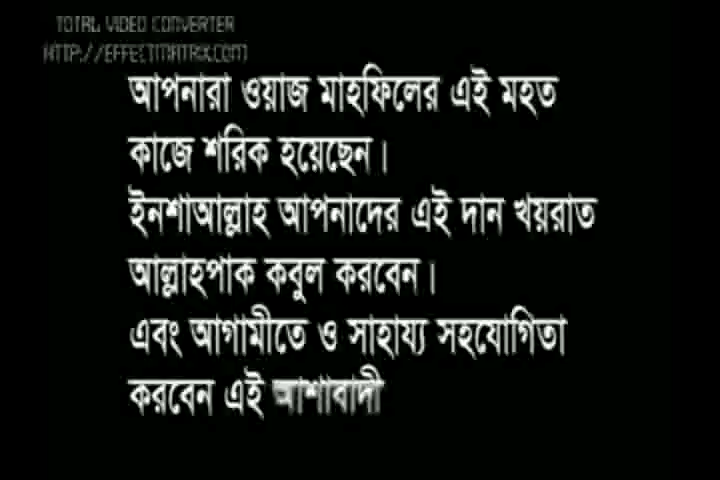 TOTAL VIDEO CONVERTER
HTTP://EFFECTMATRIX.COM
আপনারা ওয়াজ মাহফিলের এই মহত
কাজে শরিক হয়েছেন।
ইনশাআল্লাহ আপনাদের এই দান খয়রাত
আল্লাহপাক কবুল করবেন।
এবং আগামীতে ও সাহায্য সহযোগিতা
করবেন এই আশাবাদী